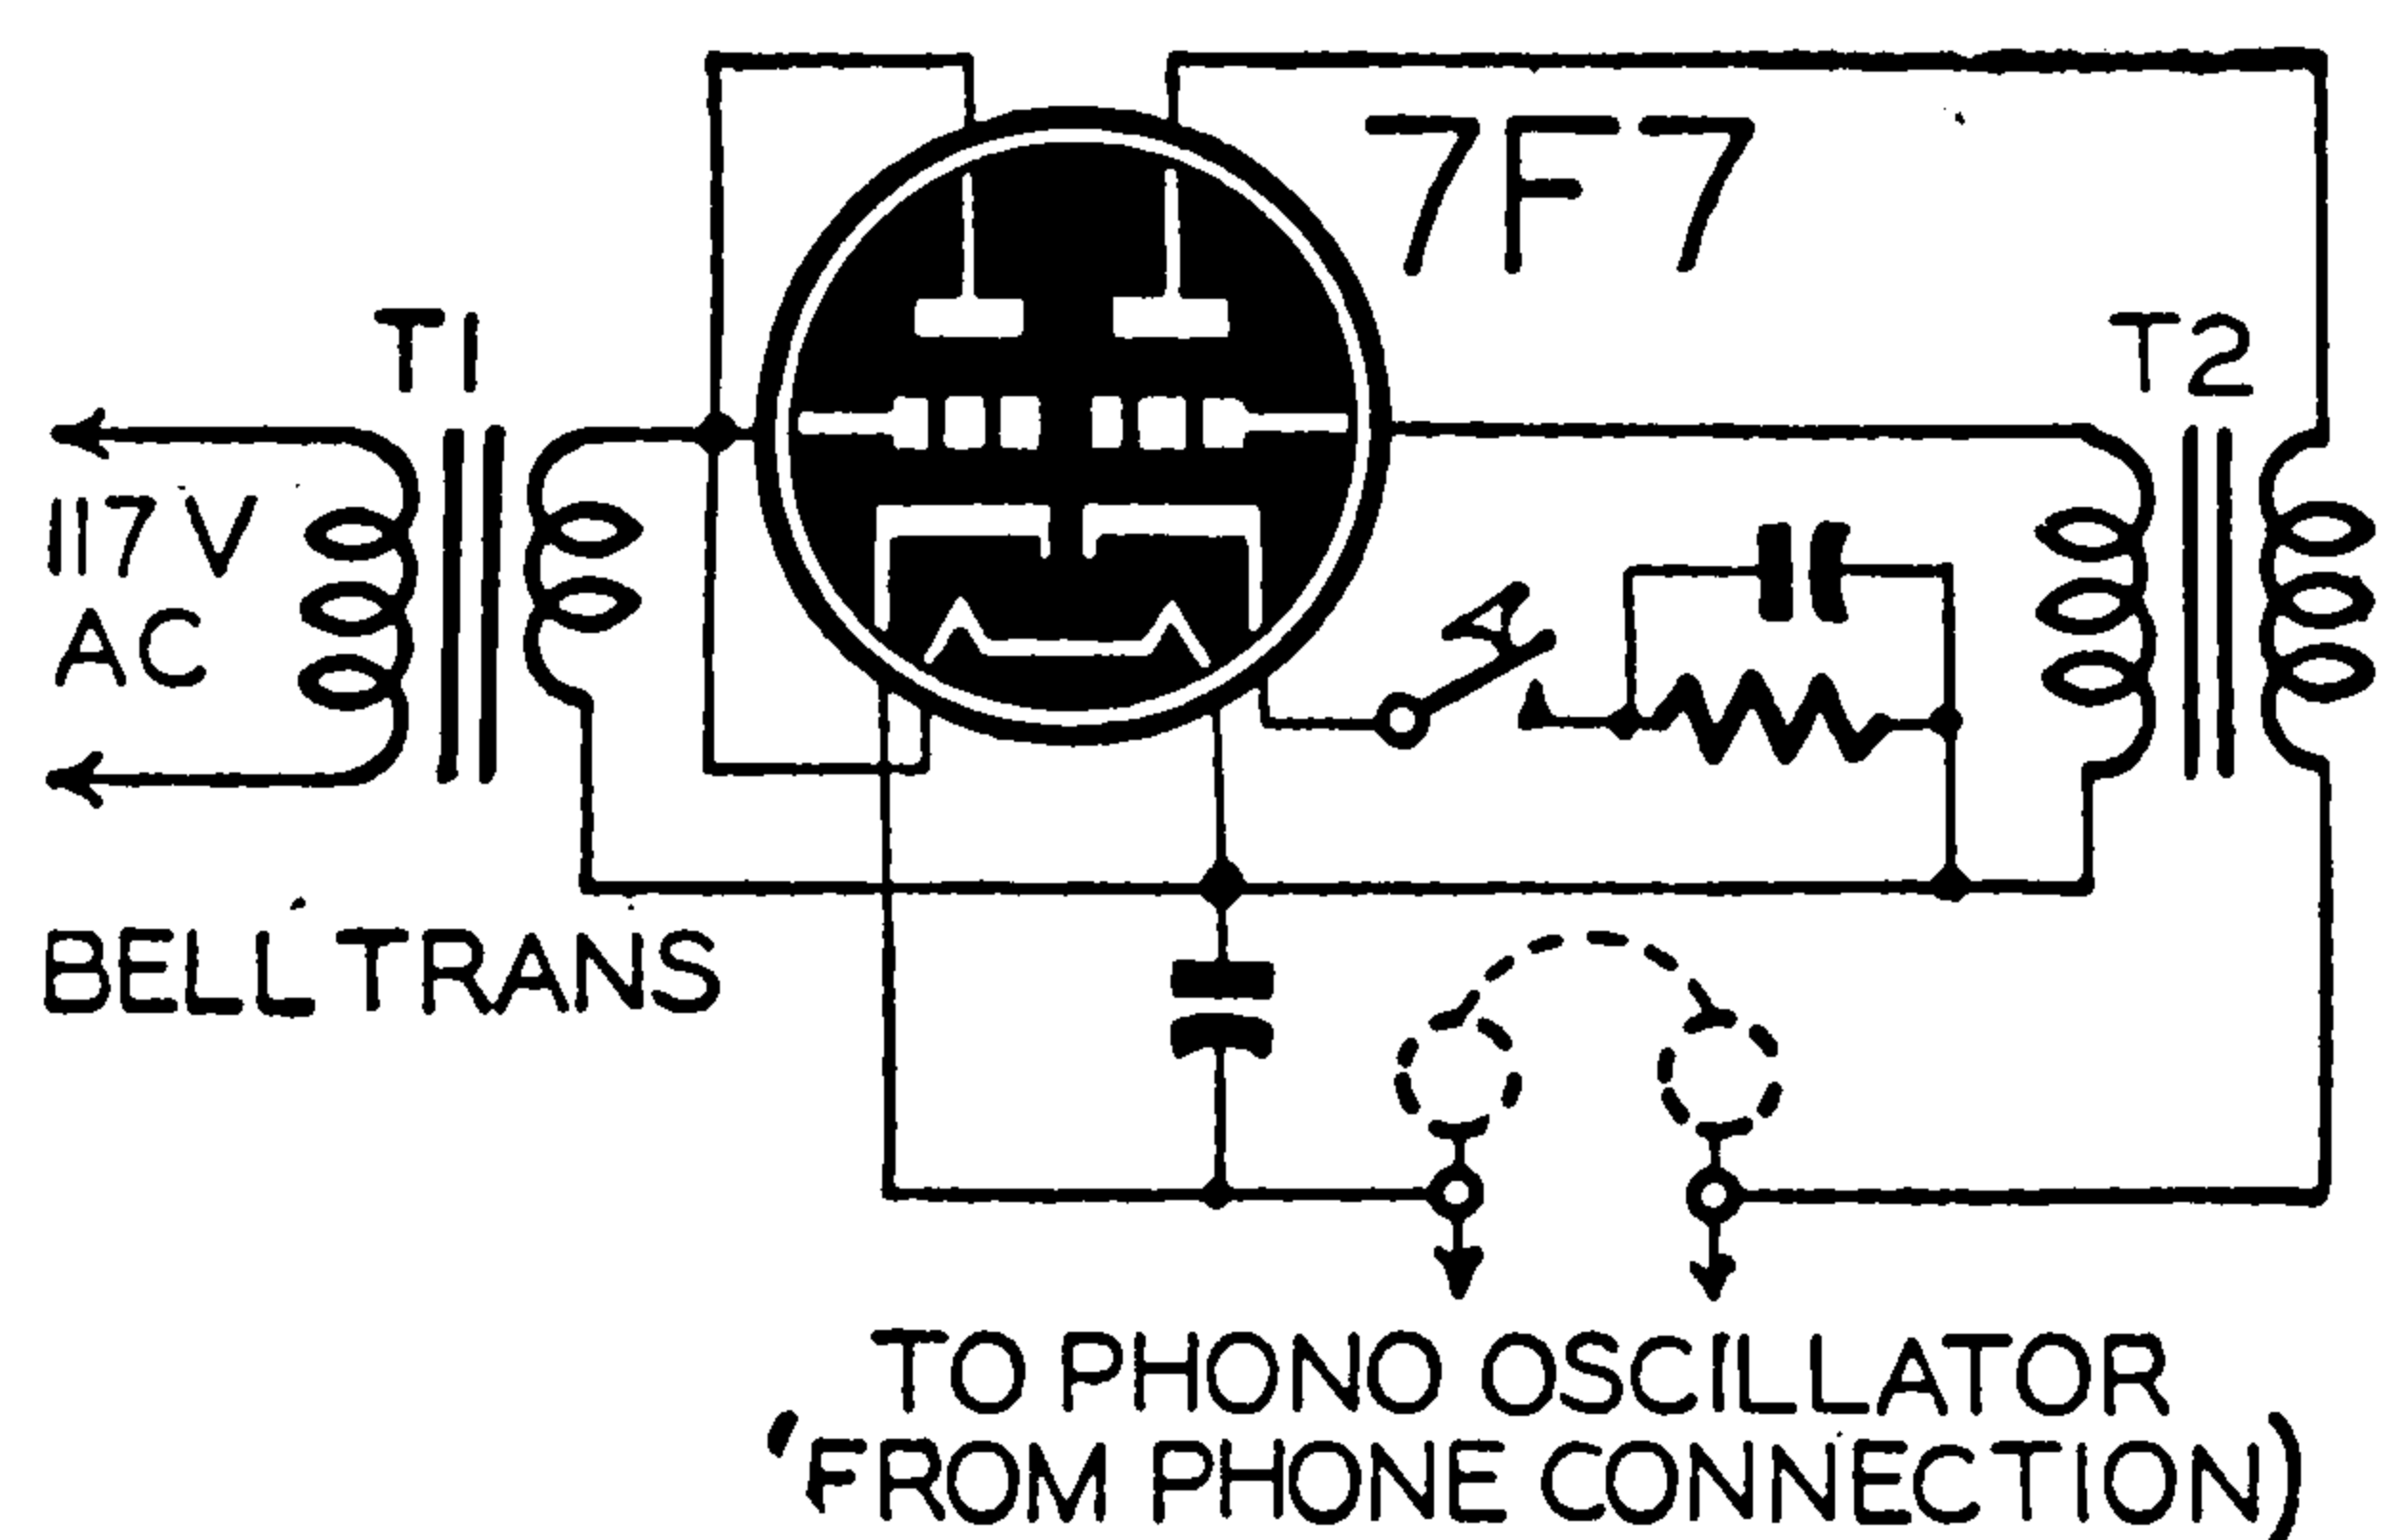 7F7
T1
T2
117V
AC
BELL TRANS
TO PHONO OSCILLATOR
(FROM PHONE CONNECTION)